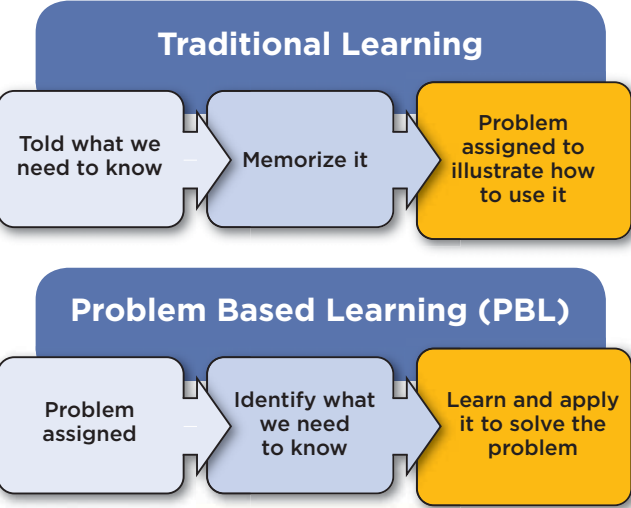 Traditional Learning
Told what we
need to know
Memorize it
Problem
assigned to
illustrate how
to use it
Problem Based Learning (PBL)
Problem
assigned
Identify what
we need
to know
Learn and apply
it to solve the
problem